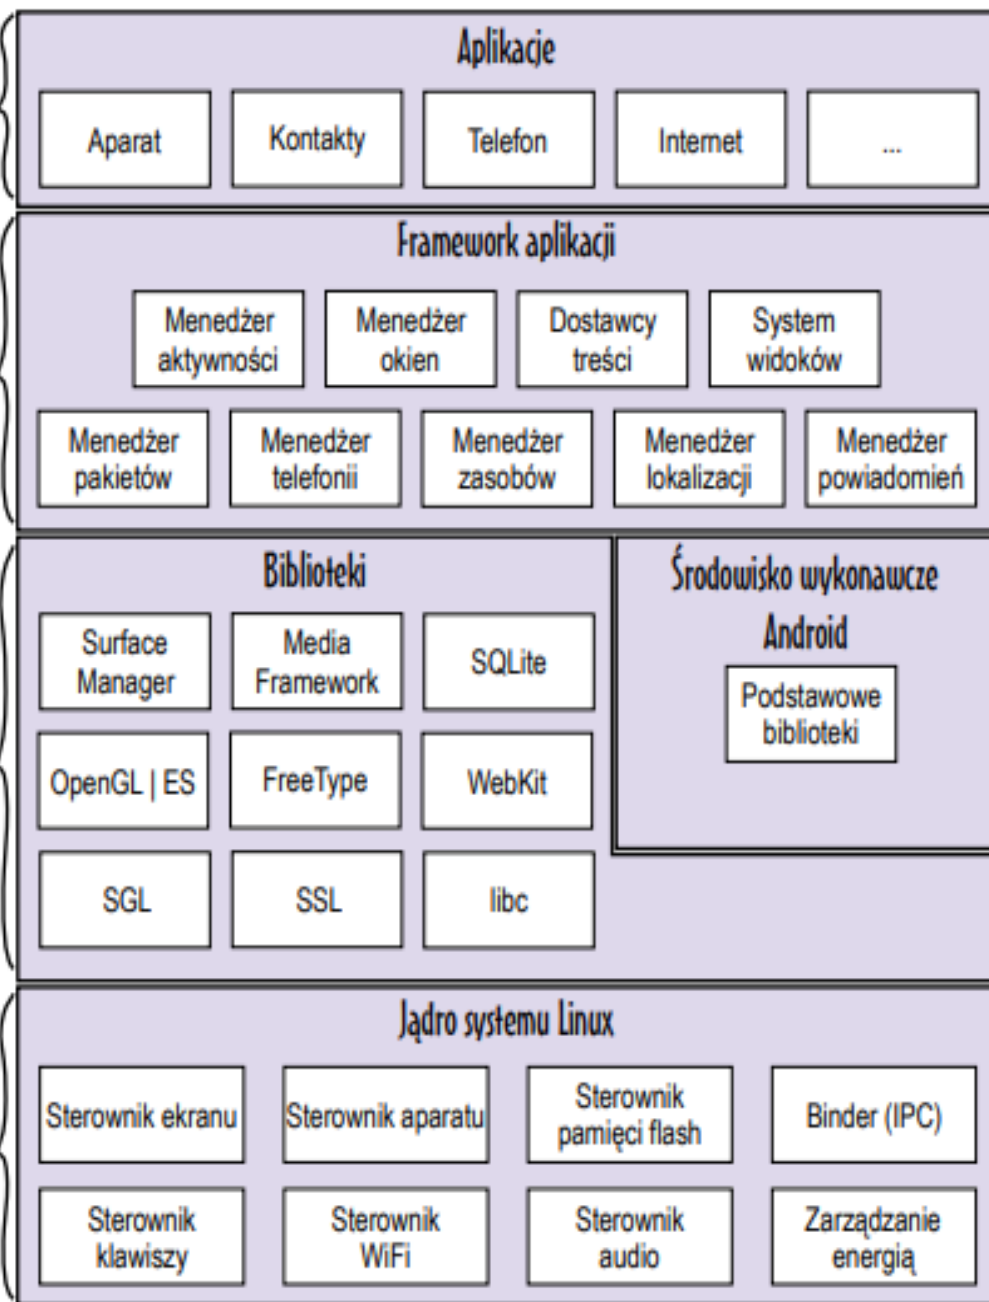 Aplikacje
Aparat
Kontakty
Telefon
Internet
...
Framework aplikacji
Menedżer
aktywności
Menedżer
okien
Dostawcy
treści
System
widoków
Menedżer
pakietów
Menedżer
telefonii
Menedżer
zasobów
Menedżer
lokalizacji
Menedżer
powiadomień
Biblioteki
Surface
Manager
Media
Framework
SQLite
OpenGL | ES
FreeType
WebKit
SGL
SSL
libc
Środowisko wykonawcze
Android
Podstawowe
biblioteki
Jądro systemu Linux
Sterownik ekranu
Sterownik aparatu
Sterownik
pamięci flash
Binder (IPC)
Sterownik
klawiszy
Sterownik
WiFi
Sterownik
audio
Zarządzanie
energią